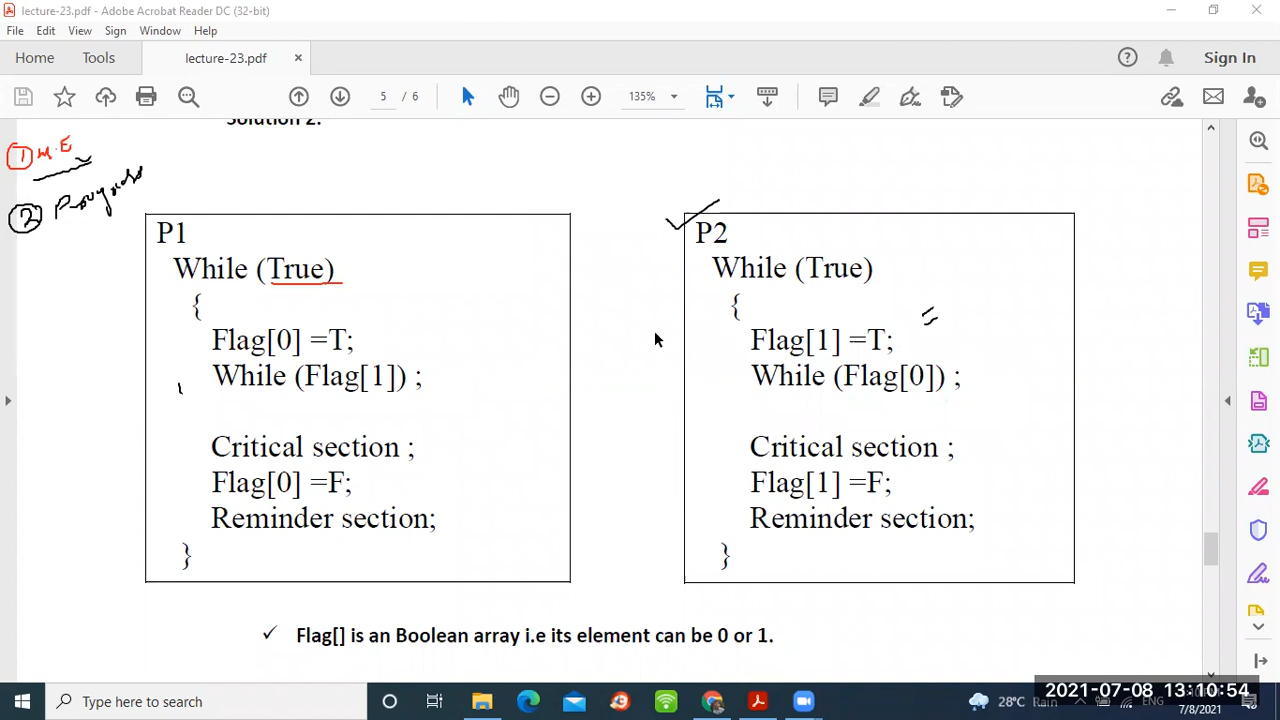 lecture-23.pdf - Adobe Acrobat Reader DC (32-bit)
File Edit View Sign Window Help
Home Tools lecture-23.pdf × Sign In
5 / 6 135%
Solution 2.
① M.E
② Progress
P1
While (True)
{
Flag[0] =T;
While (Flag[1]) ;
Critical section ;
Flag[0] =F;
Reminder section;
}
P2
While (True)
{
Flag[1] =T;
While (Flag[0]) ;
Critical section ;
Flag[1] =F;
Reminder section;
}
✓ Flag[] is an Boolean array i.e its element can be 0 or 1.
Type here to search
28°C Rain
ENG
2021-07-08 13:10:54
7/8/2021